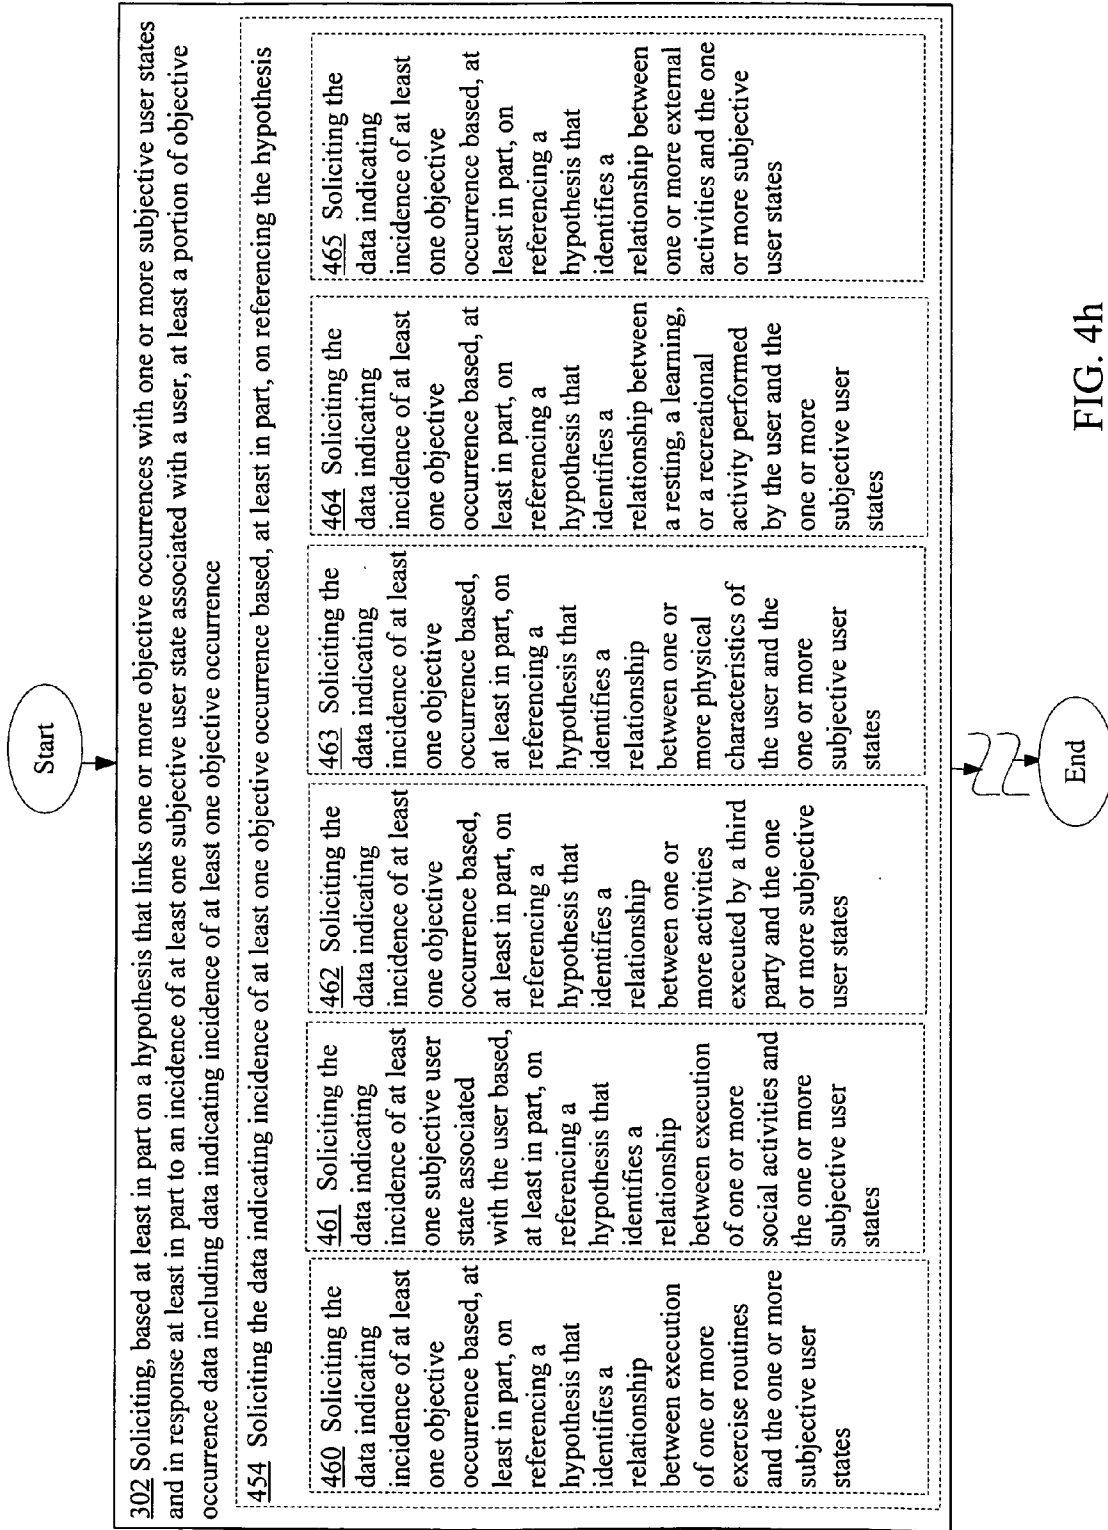 Start
302 Soliciting, based at least in part on a hypothesis that links one or more objective occurrences with one or more subjective user states
and in response at least in part to an incidence of at least one subjective user state associated with a user, at least a portion of objective
occurrence data including data indicating incidence of at least one objective occurrence
454 Soliciting the data indicating incidence of at least one objective occurrence based, at least in part, on referencing the hypothesis
460 Soliciting the
data indicating
incidence of at least
one objective
occurrence based, at
least in part, on
referencing a
hypothesis that
identifies a
relationship
between execution
of one or more
exercise routines
and the one or more
subjective user
states
461 Soliciting the
data indicating
incidence of at least
one subjective user
state associated
with the user based,
at least in part, on
referencing a
hypothesis that
identifies a
relationship
between execution
of one or more
social activities and
the one or more
subjective user
states
462 Soliciting the
data indicating
incidence of at least
one objective
occurrence based,
at least in part, on
referencing a
hypothesis that
identifies a
relationship
between one or
more activities
executed by a third
party and the one
or more subjective
user states
463 Soliciting the
data indicating
incidence of at least
one objective
occurrence based,
at least in part, on
referencing a
hypothesis that
identifies a
relationship
between one or
more physical
characteristics of
the user and the
one or more
subjective user
states
464 Soliciting the
data indicating
incidence of at least
one objective
occurrence based, at
least in part, on
referencing a
hypothesis that
identifies a
relationship between
a resting, a learning,
or a recreational
activity performed
by the user and the
one or more
subjective user
states
465 Soliciting the
data indicating
incidence of at least
one objective
occurrence based, at
least in part, on
referencing a
hypothesis that
identifies a
relationship between
one or more external
activities and the one
or more subjective
user states
End
FIG. 4h